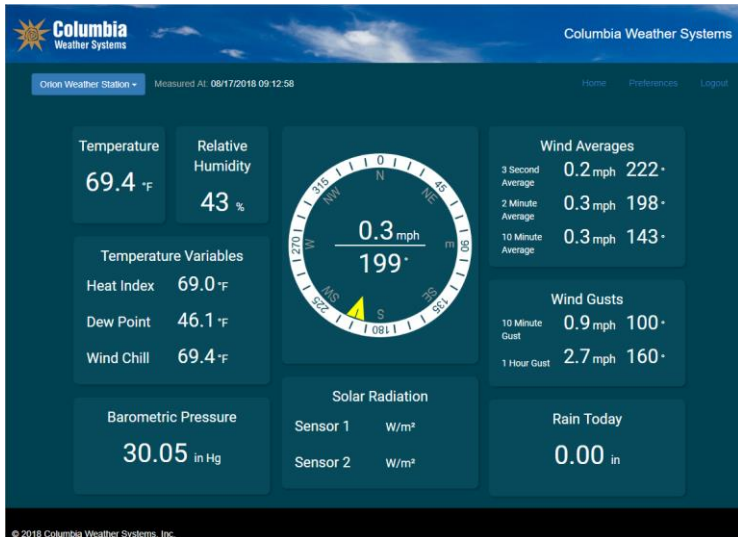 Columbia
Weather Systems
Columbia Weather Systems
Orion Weather Station
Measured At: 08/17/2018 09:12:58
Home
Preferences
Logout
Temperature
69.4 °F
Relative
Humidity
43 %
Temperature Variables
Heat Index 69.0 °F
Dew Point 46.1 °F
Wind Chill 69.4 °F
Barometric Pressure
30.05 in Hg
0
N
45
NE
90
E
135
SE
180
S
225
SW
270
W
315
NW
0.3 mph
199°
Solar Radiation
Sensor 1 W/m²
Sensor 2 W/m²
Wind Averages
3 Second
Average
0.2 mph 222°
2 Minute
Average
0.3 mph 198°
10 Minute
Average
0.3 mph 143°
Wind Gusts
10 Minute
Gust
0.9 mph 100°
1 Hour Gust 2.7 mph 160°
Rain Today
0.00 in
© 2018 Columbia Weather Systems, Inc.